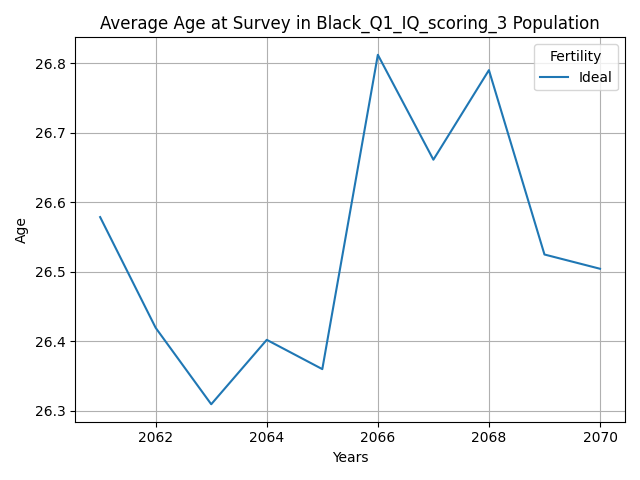 Average Age at Survey in Black_Q1_IQ_scoring_3 Population
Fertility
Ideal
26.8
26.7
26.6
26.5
26.4
26.3
Age
2062 2064 2066 2068 2070
Years